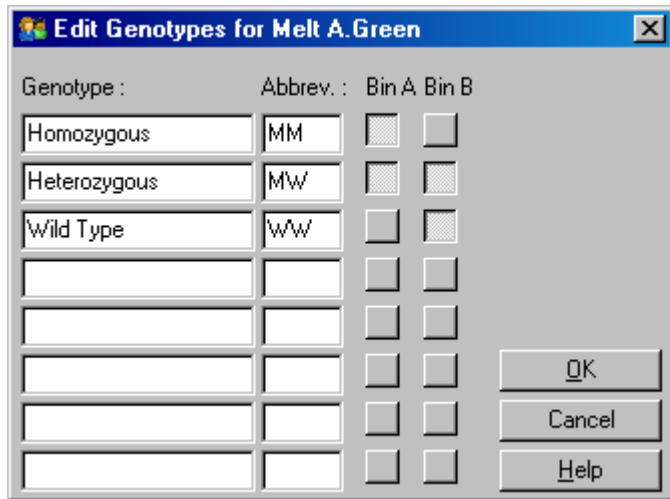 Edit Genotypes for Melt A.Green
Genotype : Abbrev. : Bin A Bin B
Homozygous MM
Heterozygous MW
Wild Type WW
OK
Cancel
Help